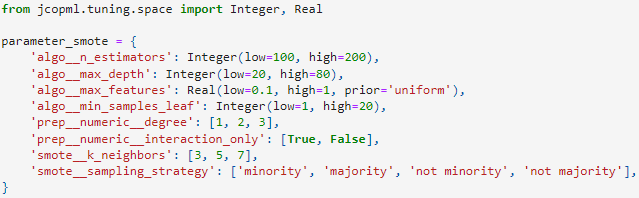 from jcopml.tuning.space import Integer, Real
parameter_smote = {
'algo__n_estimators': Integer(low=100, high=200),
'algo__max_depth': Integer(low=20, high=80),
'algo__max_features': Real(low=0.1, high=1, prior='uniform'),
'algo__min_samples_leaf': Integer(low=1, high=20),
'prep__numeric__degree': [1, 2, 3],
'prep__numeric__interaction_only': [True, False],
'smote__k_neighbors': [3, 5, 7],
'smote__sampling_strategy': ['minority', 'majority', 'not minority', 'not majority'],
}